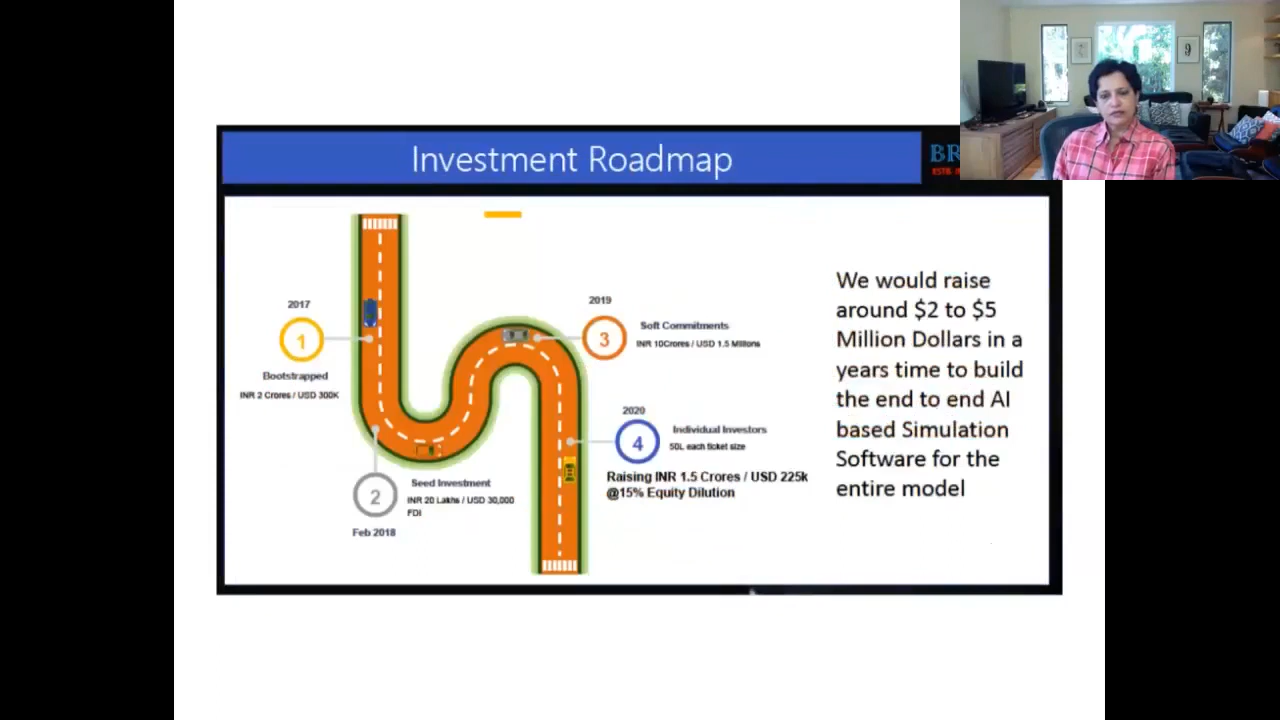 Investment Roadmap
BR
2017
1
Bootstrapped
INR 2 Crores / USD 300K
2
Feb 2018
Seed Investment
INR 20 Lakhs / USD 30,000
FDI
2019
3
Soft Commitments
INR 10Crores / USD 1.5 Millions
2020
4
Individual Investors
50L each ticket size
Raising INR 1.5 Crores / USD 225k
@15% Equity Dilution
We would raise
around $2 to $5
Million Dollars in a
years time to build
the end to end AI
based Simulation
Software for the
entire model